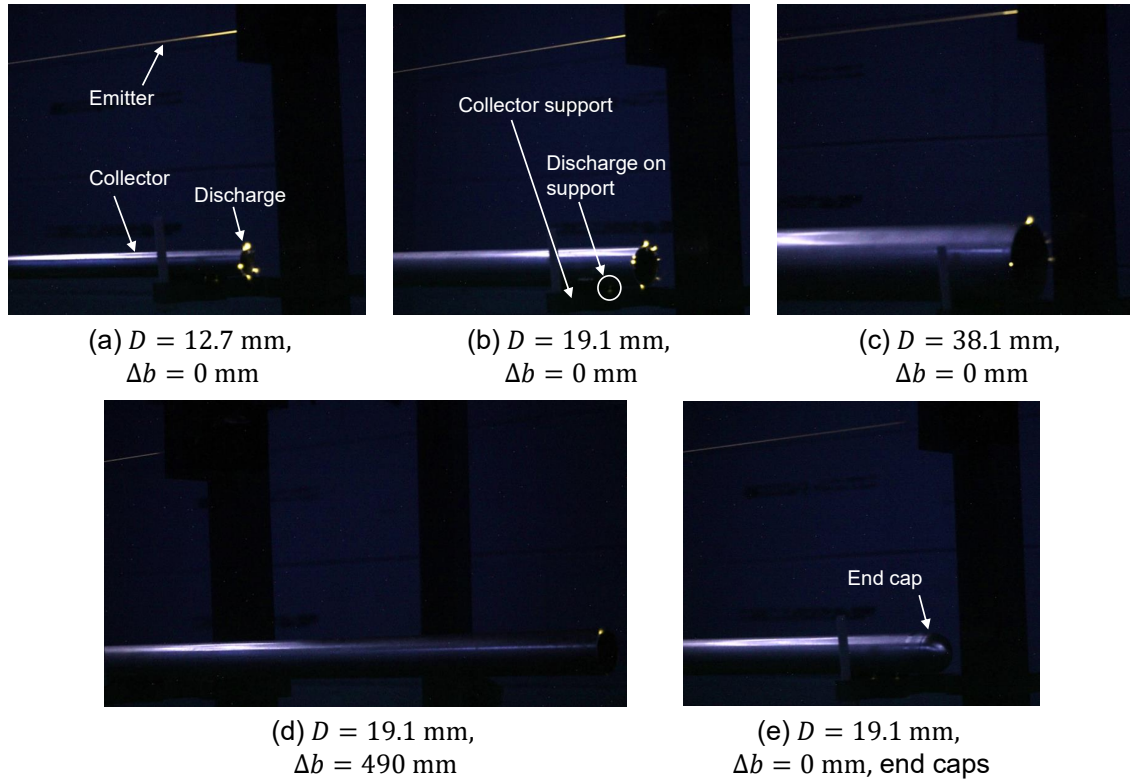 Emitter
Collector
Discharge
Collector support
Discharge on
support
(a) D = 12.7 mm,
Δb = 0 mm
(b) D = 19.1 mm,
Δb = 0 mm
(c) D = 38.1 mm,
Δb = 0 mm
End cap
(d) D = 19.1 mm,
Δb = 490 mm
(e) D = 19.1 mm,
Δb = 0 mm, end caps